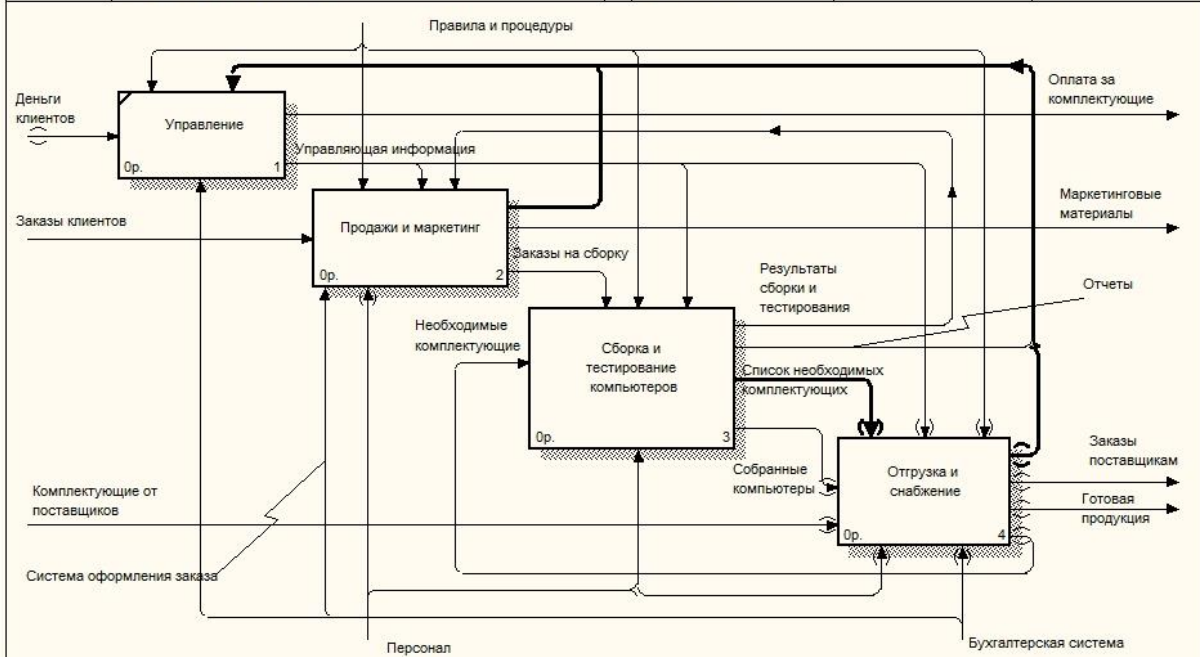 Правила и процедуры
Деньги
клиентов
Оплата за
комплектующие
Управление
0р.
1
Управляющая информация
Маркетинговые
материалы
Заказы клиентов
Продажи и маркетинг
0р.
2
Заказы на сборку
Результаты
сборки и
тестирования
Отчеты
Необходимые
комплектующие
Сборка и
тестирование
компьютеров
0р.
3
Список необходимых
комплектующих
Собранные
компьютеры
Отгрузка и
снабжение
0р.
4
Заказы
поставщикам
Готовая
продукция
Комплектующие от
поставщиков
Система оформления заказа
Персонал
Бухгалтерская система